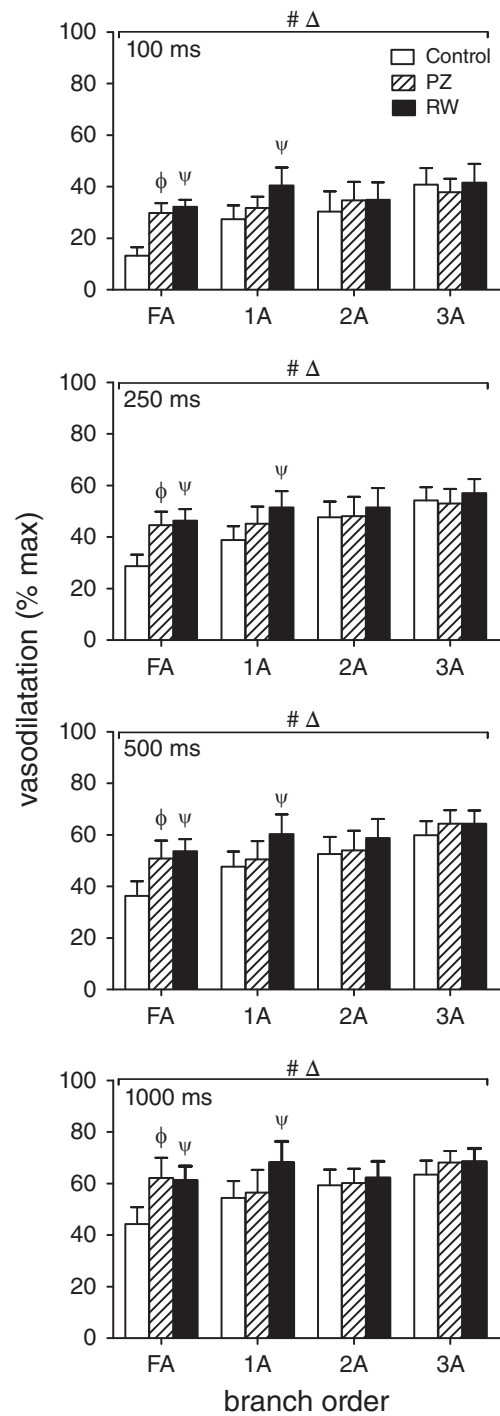 vasodilatation (% max)
# Δ
100
100 ms
Control
PZ
RW
80
60
ψ
ϕ ψ
40
20
0
FA 1A 2A 3A
# Δ
100
250 ms
80
60
ϕ ψ ψ
40
20
0
FA 1A 2A 3A
# Δ
100
500 ms
80
ϕ ψ ψ
60
40
20
0
FA 1A 2A 3A
# Δ
100
1000 ms
80
ϕ ψ ψ
60
40
20
0
FA 1A 2A 3A
branch order